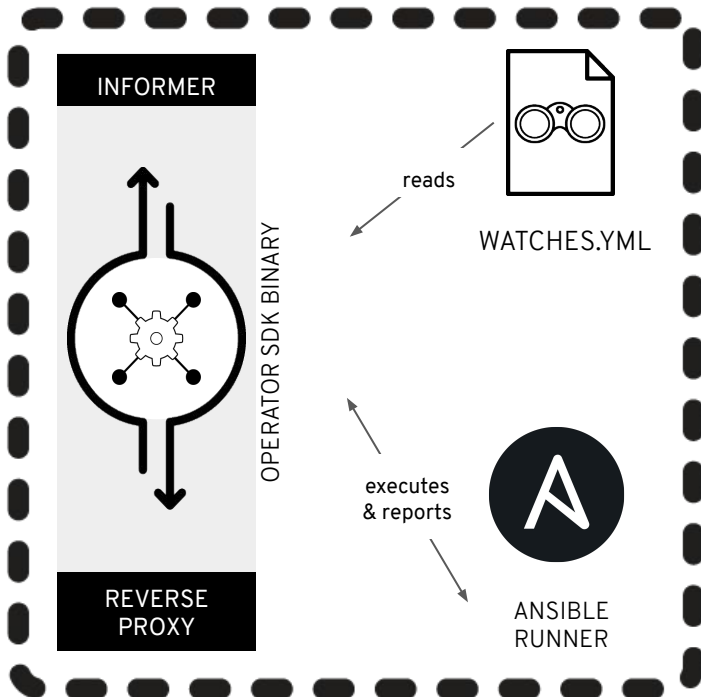 INFORMER
reads
WATCHES.YML
OPERATOR SDK BINARY
executes
& reports
REVERSE
PROXY
ANSIBLE
RUNNER